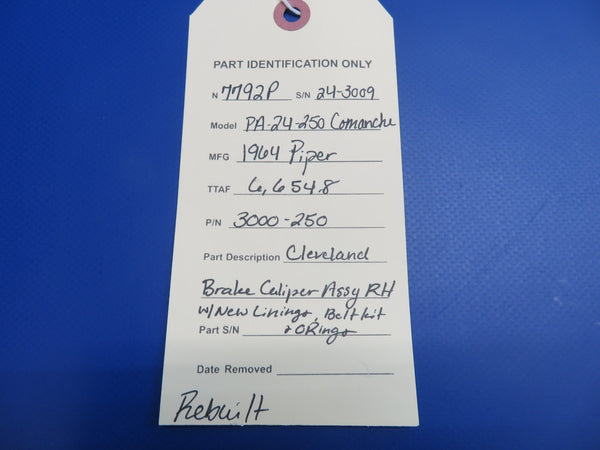 PART IDENTIFICATION ONLY
N 7792P S/N 24-3009
Model PA-24-250 Comanche
MFG 1964 Piper
TTAF 6,654.8
P/N 3000-250
Part Description Cleveland
Brake Caliper Assy RH
w/ New Linings, Bolt kit
Part S/N & O Rings
Date Removed
Rebuilt